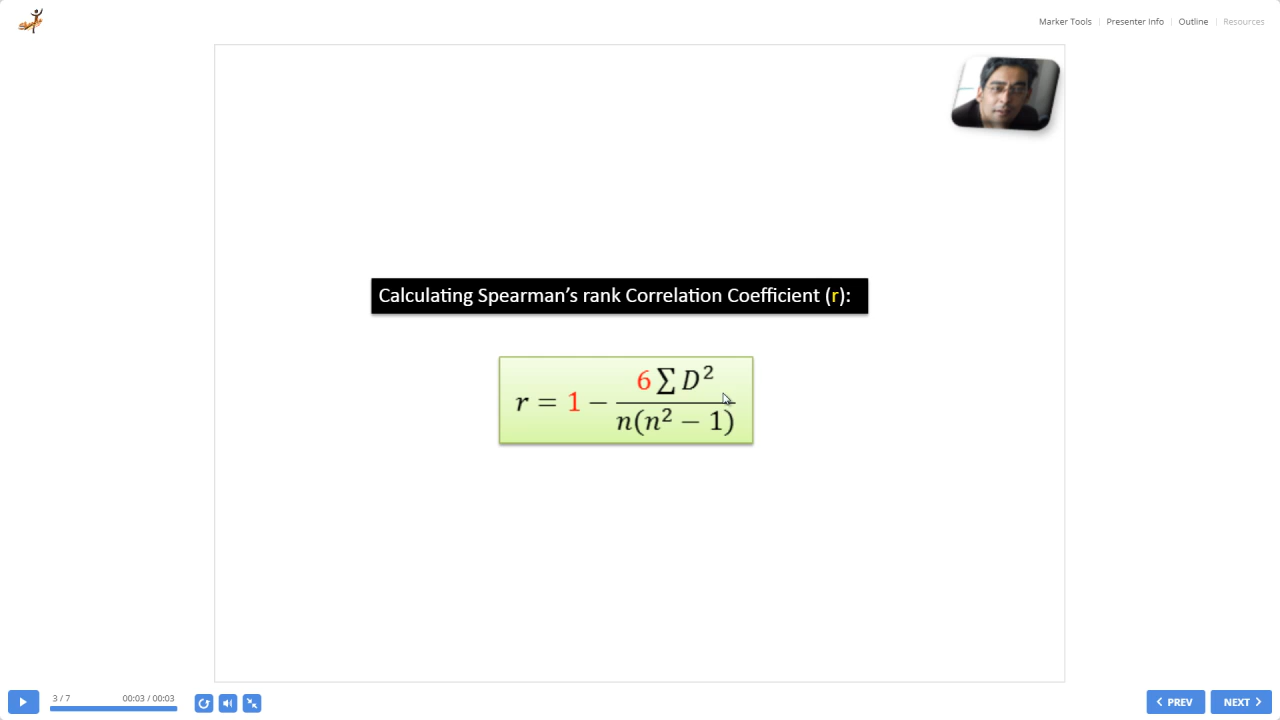 Marker Tools | Presenter Info | Outline | Resources
Calculating Spearman's rank Correlation Coefficient (r):
r = 1 − 6∑D² / n(n² − 1)
3 / 7 00:03 / 00:03
PREV NEXT